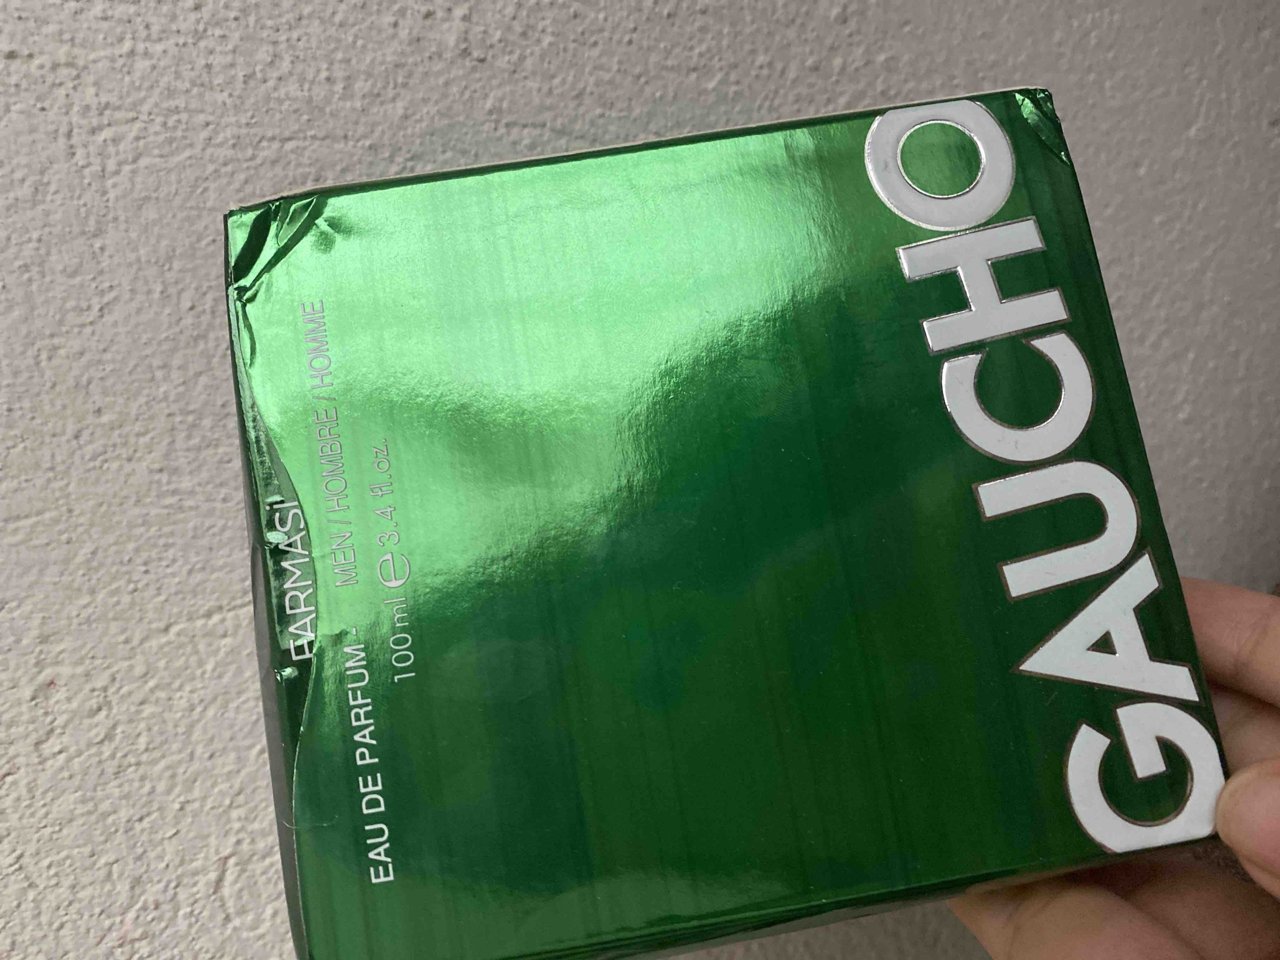 GAUCHO
FARMASi
EAU DE PARFUM - MEN / HOMBRE / HOMME
100 ml e 3.4 fl.oz.